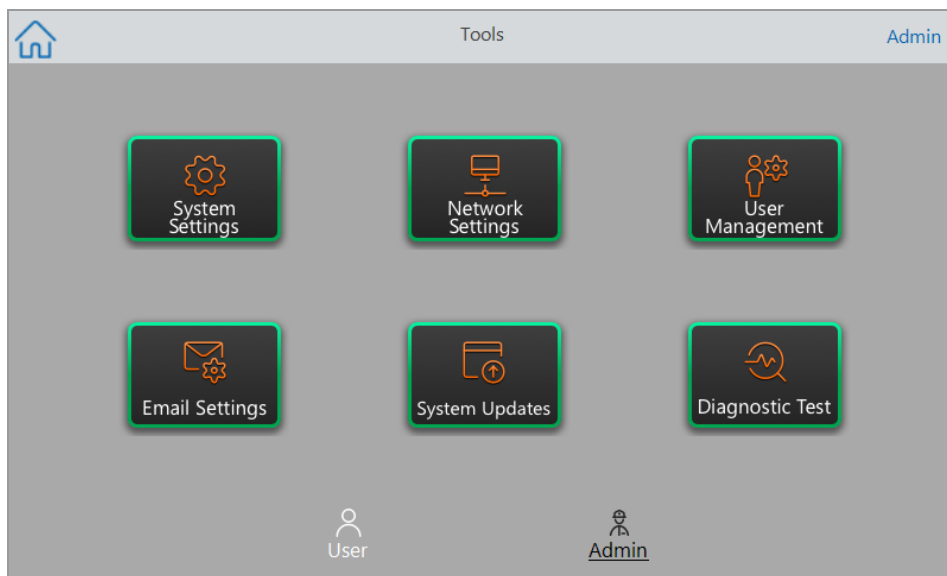 Tools
Admin
System
Settings
Network
Settings
User
Management
Email Settings
System Updates
Diagnostic Test
User
Admin